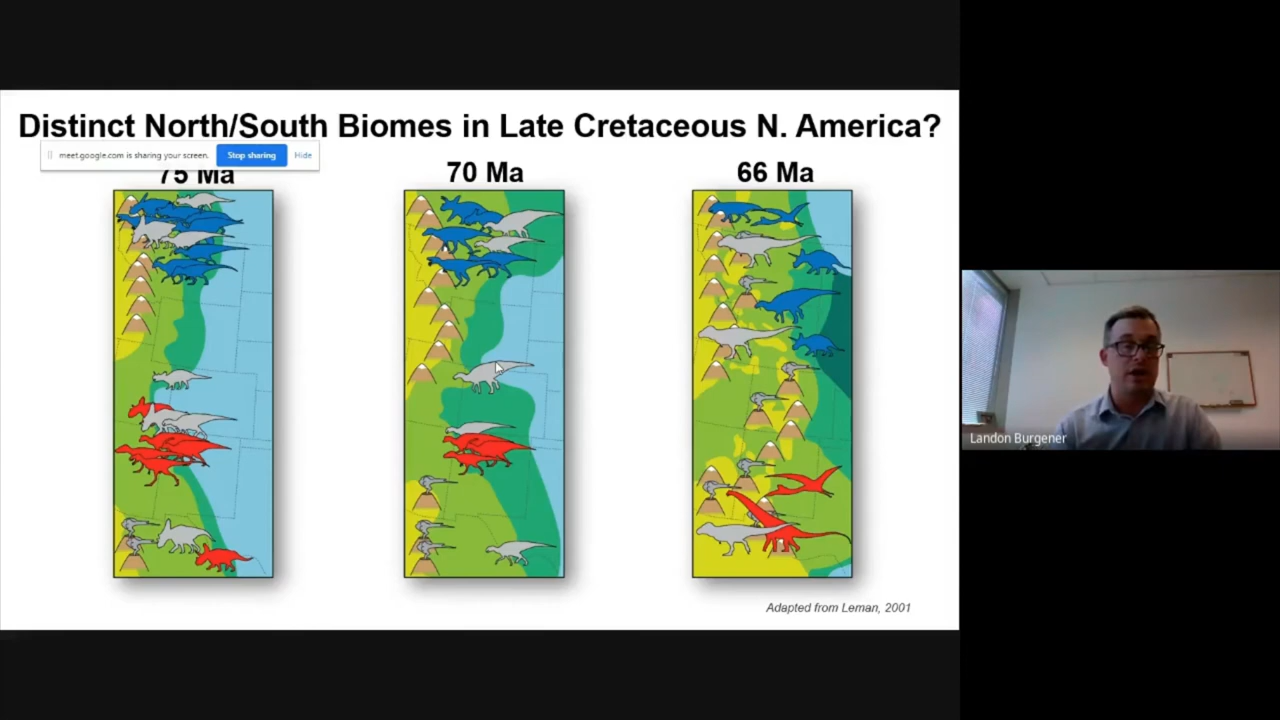 Distinct North/South Biomes in Late Cretaceous N. America?
meet.google.com is sharing your screen. Stop sharing Hide
75 Ma 70 Ma 66 Ma
Landon Burgener
Adapted from Leman, 2001